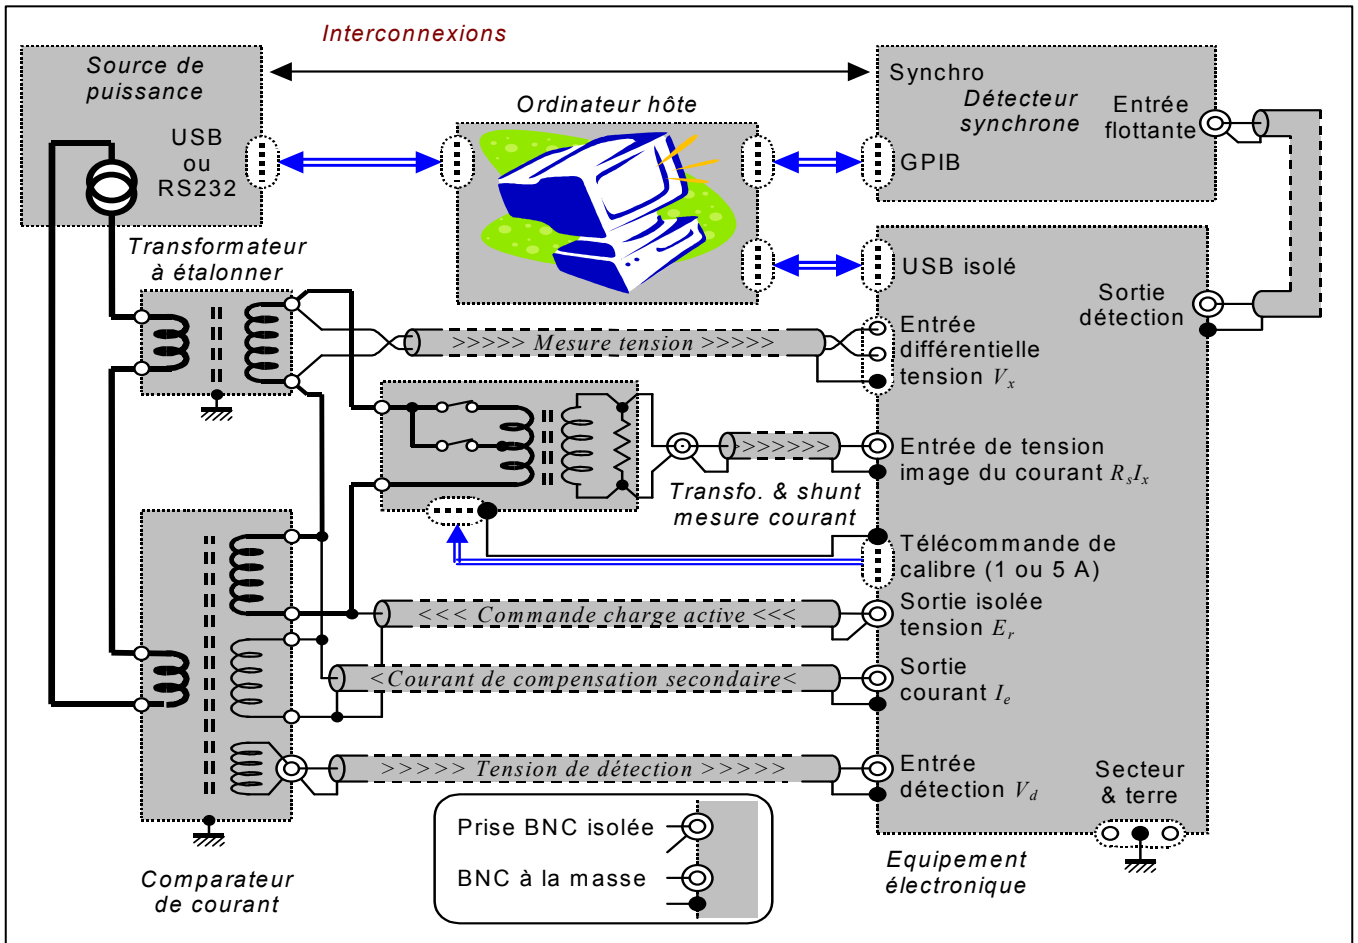 Interconnexions
Source de
puissance
USB
ou
RS232
Ordinateur hôte
Synchro
Détecteur
synchrone
Entrée
flottante
GPIB
Transformateur
à étalonner
USB isolé
Sortie
détection
>>>>> Mesure tension >>>>>
Entrée
différentielle
tension Vx
Entrée de tension
image du courant RsIx
>>>>>>>
Transfo. & shunt
mesure courant
Télécommande de
calibre (1 ou 5 A)
<<< Commande charge active <<<
Sortie isolée
tension Er
<Courant de compensation secondaire<
Sortie
courant Ie
>>>>> Tension de détection >>>>>
Entrée
détection Vd
Secteur
& terre
Prise BNC isolée
BNC à la masse
Equipement
électronique
Comparateur
de courant